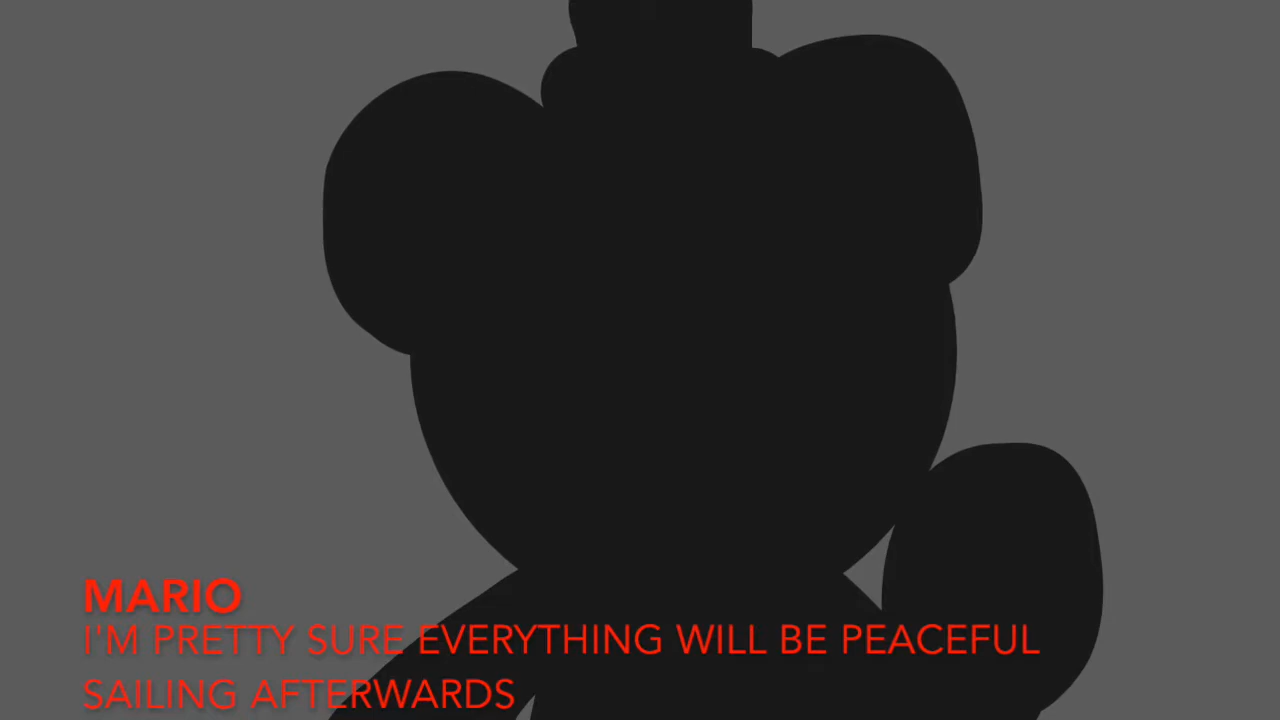 MARIO
I'M PRETTY SURE EVERYTHING WILL BE PEACEFUL
SAILING AFTERWARDS